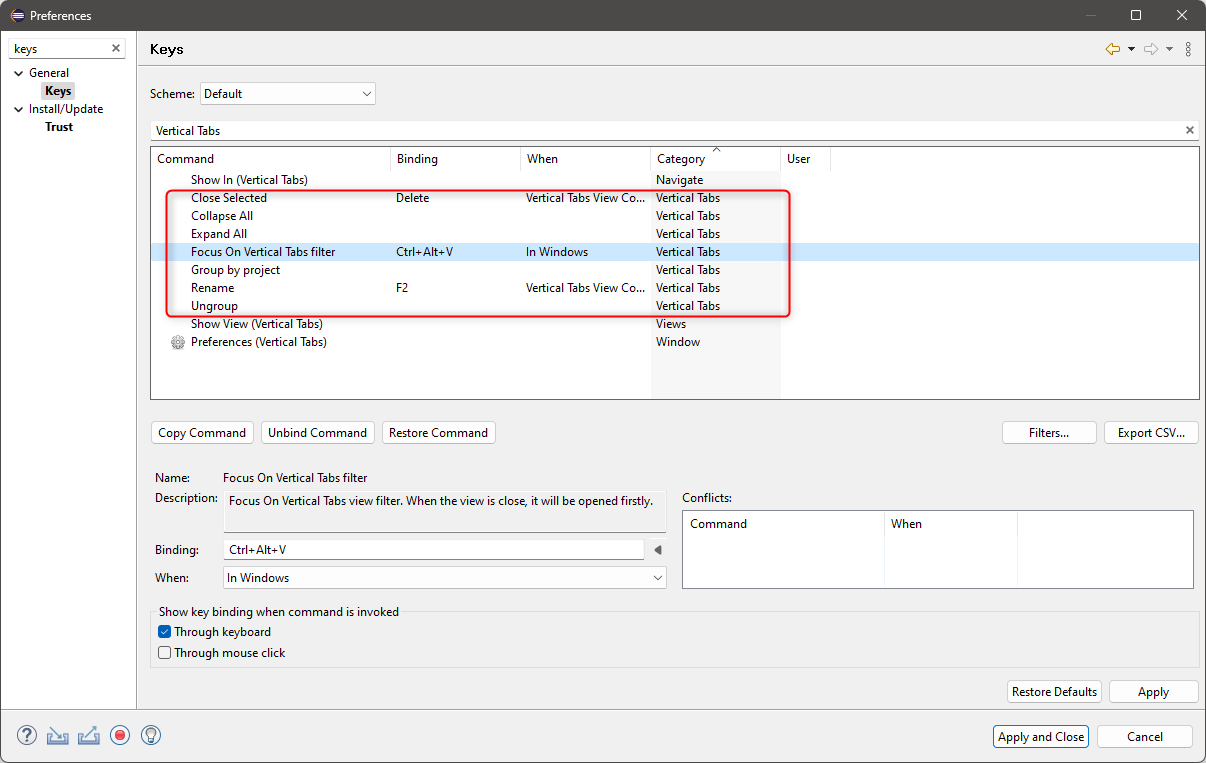 Preferences
keys
General
Keys
Install/Update
Trust
Keys
Scheme: Default
Vertical Tabs
Command Binding When Category User
Show In (Vertical Tabs) Navigate
Close Selected Delete Vertical Tabs View Co... Vertical Tabs
Collapse All Vertical Tabs
Expand All Vertical Tabs
Focus On Vertical Tabs filter Ctrl+Alt+V In Windows Vertical Tabs
Group by project Vertical Tabs
Rename F2 Vertical Tabs View Co... Vertical Tabs
Ungroup Vertical Tabs
Show View (Vertical Tabs) Views
Preferences (Vertical Tabs) Window
Copy Command Unbind Command Restore Command Filters... Export CSV...
Name: Focus On Vertical Tabs filter
Description: Focus On Vertical Tabs view filter. When the view is close, it will be opened firstly.
Conflicts:
Command When
Binding: Ctrl+Alt+V
When: In Windows
Show key binding when command is invoked
Through keyboard
Through mouse click
Restore Defaults Apply
Apply and Close Cancel